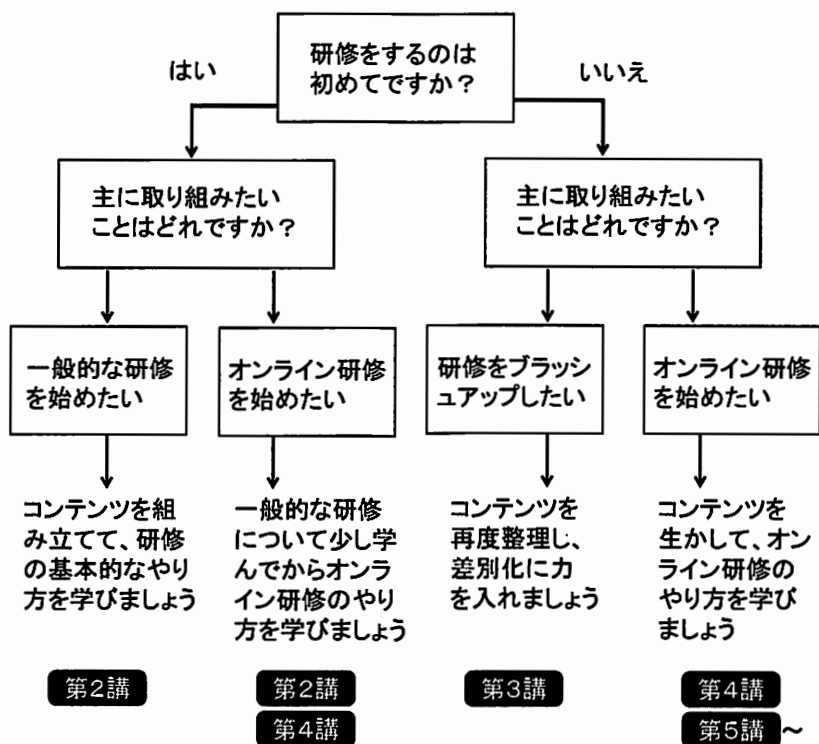 研修をするのは
初めてですか？
はい
いいえ
主に取り組みたい
ことはどれですか？
主に取り組みたい
ことはどれですか？
一般的な研修
を始めたい
オンライン研修
を始めたい
研修をブラッシ
ュアップしたい
オンライン研修
を始めたい
コンテンツを組
み立てて、研修
の基本的なやり
方を学びましょう
一般的な研修
について少し学
んでからオンラ
イン研修のやり
方を学びましょう
コンテンツを
再度整理し、
差別化に力
を入れましょう
コンテンツを
生かして、オン
ライン研修の
やり方を学び
ましょう
第2講
第2講
第4講
第3講
第4講
第5講～